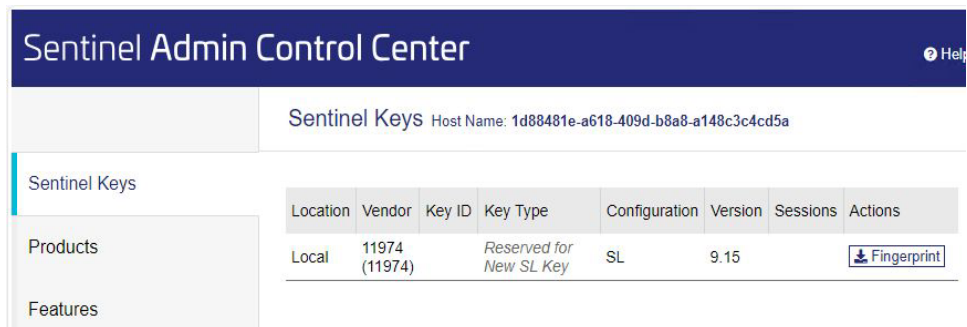 Sentinel Admin Control Center
Help
Sentinel Keys Host Name: 1d88481e-a618-409d-b8a8-a148c3c4cd5a
Sentinel Keys
Products
Features
Location Vendor Key ID Key Type Configuration Version Sessions Actions
Local 11974 (11974) Reserved for New SL Key SL 9.15 Fingerprint